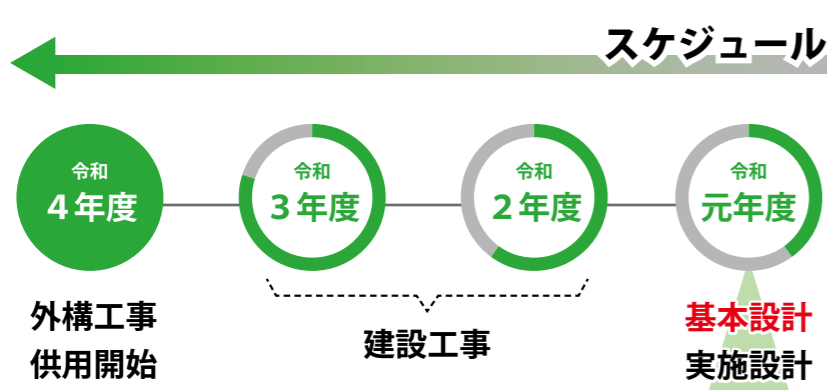 スケジュール
令和
元年度
基本設計
実施設計
令和
2年度
令和
3年度
建設工事
令和
4年度
外構工事
供用開始